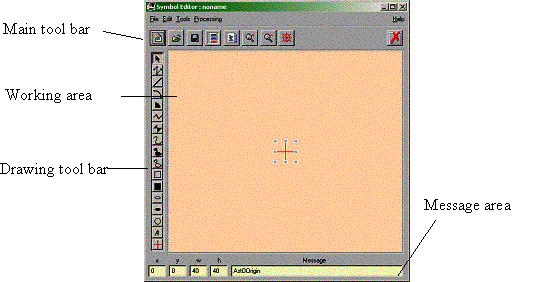 Symbol Editor : noname
File Edit Tools Processing Help
Main tool bar
Working area
Drawing tool bar
A
Message area
x y w h Message
0 0 40 40 AstDOrigin